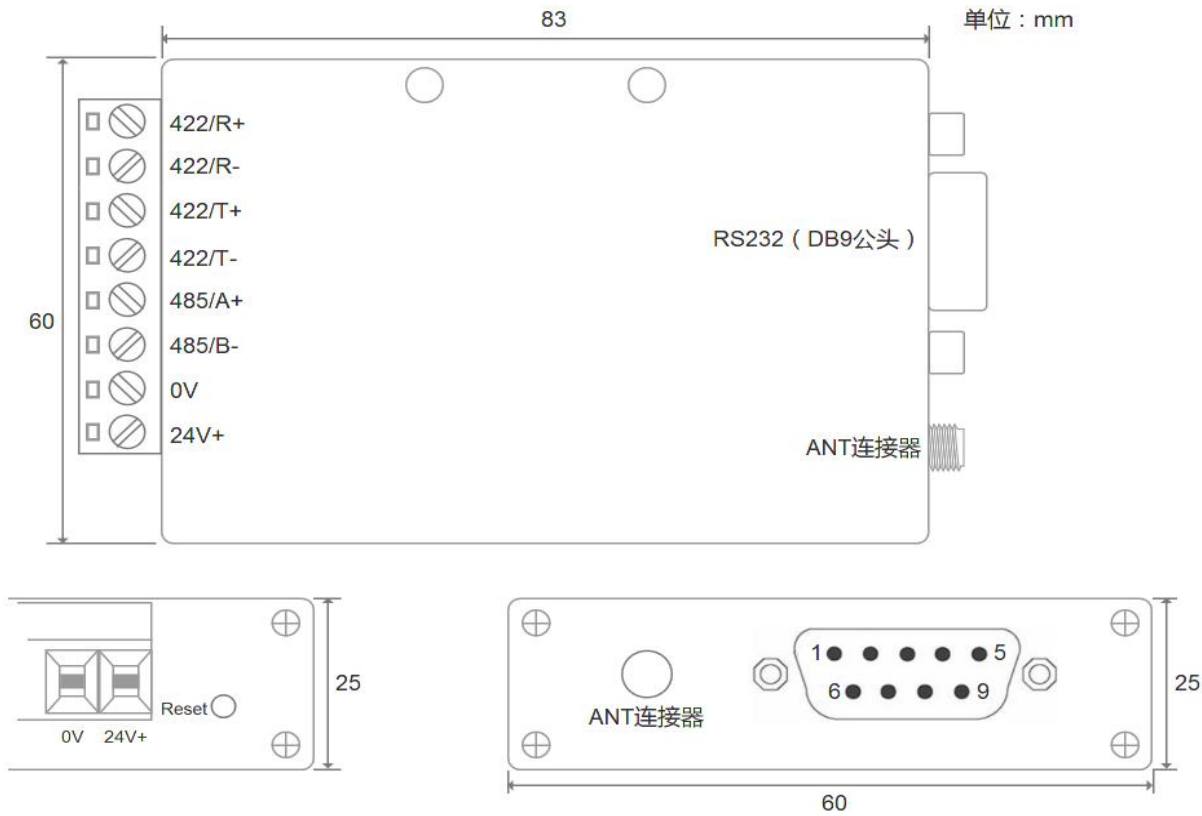 83
单位：mm
422/R+
422/R-
422/T+
422/T-
485/A+
485/B-
0V
24V+
60
RS232（DB9公头）
ANT连接器
Reset
0V 24V+
25
ANT连接器
1 5
6 9
25
60